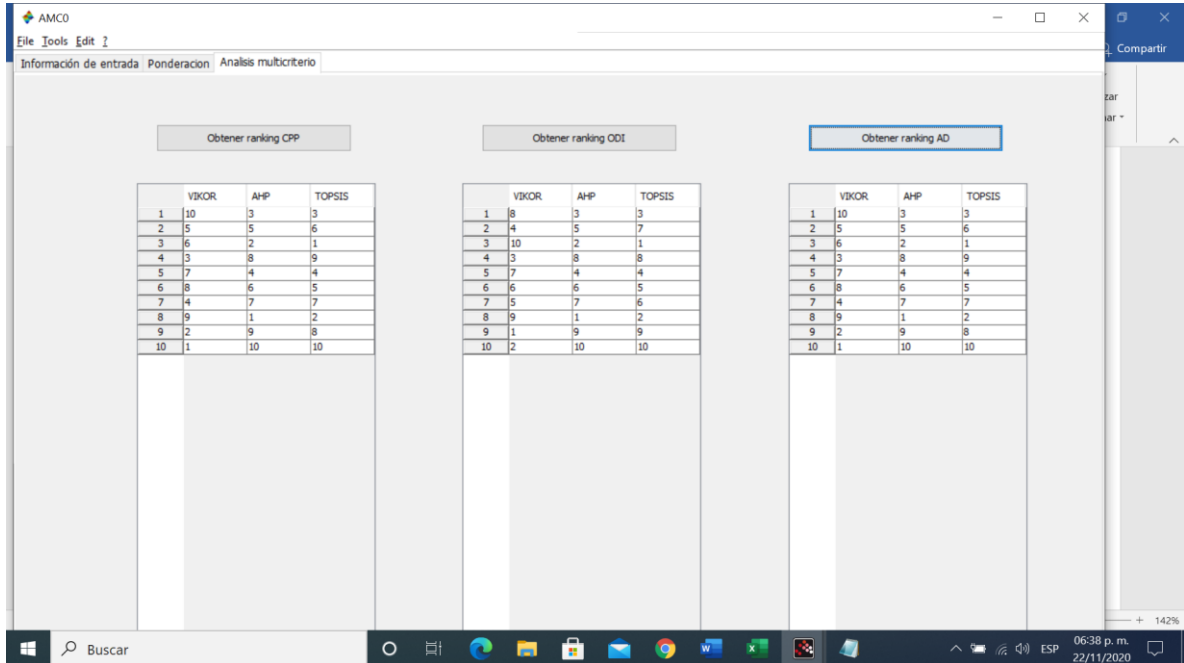 AMC0
File Tools Edit ?
Compartir
Información de entrada Ponderacion Analisis multicriterio
zar
ar
Obtener ranking CPP Obtener ranking ODI Obtener ranking AD
VIKOR AHP TOPSIS VIKOR AHP TOPSIS VIKOR AHP TOPSIS
1 10 3 3 1 8 3 3 1 10 3 3
2 5 5 6 2 4 5 7 2 5 5 6
3 6 2 1 3 10 2 1 3 6 2 1
4 3 8 9 4 3 8 8 4 3 8 9
5 7 4 4 5 7 4 4 5 7 4 4
6 8 6 5 6 6 6 5 6 8 6 5
7 4 7 7 7 5 7 6 7 4 7 7
8 9 1 2 8 9 1 2 8 9 1 2
9 2 9 8 9 1 9 9 9 2 9 8
10 1 10 10 10 2 10 10 10 1 10 10
142%
Buscar
ESP
06:38 p. m.
22/11/2020